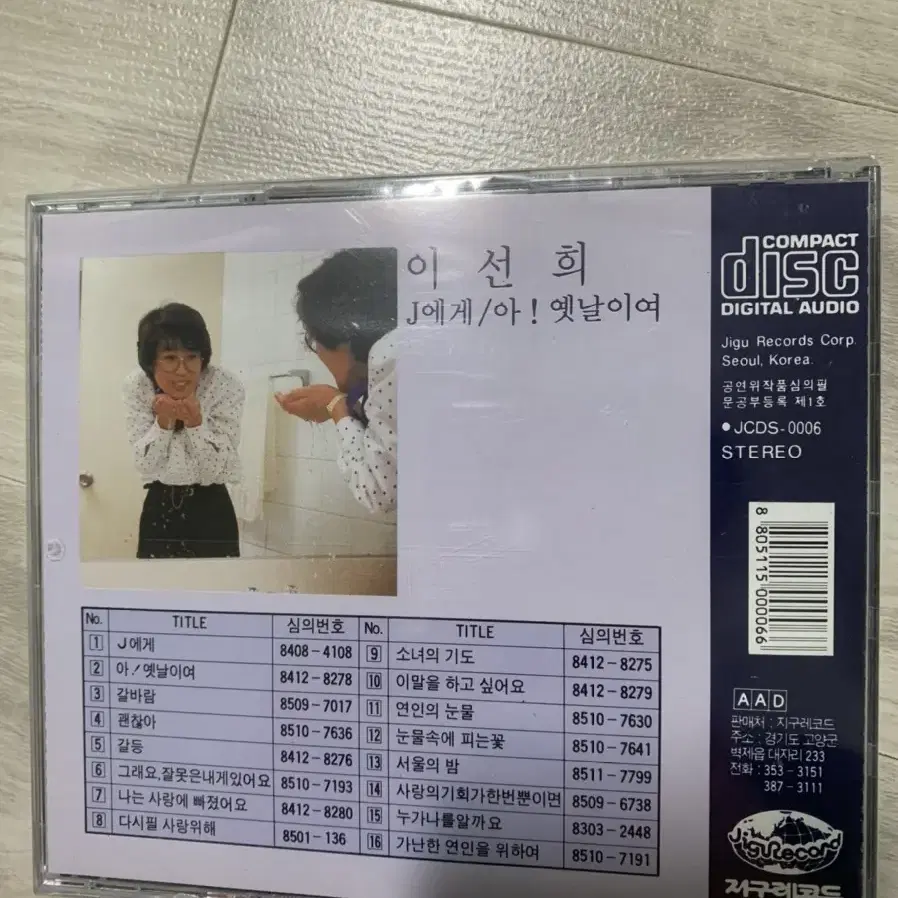 이 선 희
J에게/아! 옛날이여
COMPACT
disc
DIGITAL AUDIO
Jigu Records Corp.
Seoul, Korea.
공연위작품심의필
문공부등록 제1호
●JCDS-0006
STEREO
8 805115 000066
No. TITLE 심의번호
1 J에게 8408-4108
2 아!옛날이여 8412-8278
3 갈바람 8509-7017
4 괜찮아 8510-7636
5 갈등 8412-8276
6 그래요,잘못은내게있어요 8510-7193
7 나는 사랑에 빠졌어요 8412-8280
8 다시필 사랑위해 8501-136
No. TITLE 심의번호
9 소녀의 기도 8412-8275
10 이말을 하고 싶어요 8412-8279
11 연인의 눈물 8510-7630
12 눈물속에 피는꽃 8510-7641
13 서울의 밤 8511-7799
14 사랑의기회가한번뿐이면 8509-6738
15 누가나를알까요 8303-2448
16 가난한 연인을 위하여 8510-7191
AAD
판매처 : 지구레코드
주소 : 경기도 고양군
벽제읍 대자리 233
전화 : 353-3151
387-3111
JiguRecord
지구레코드